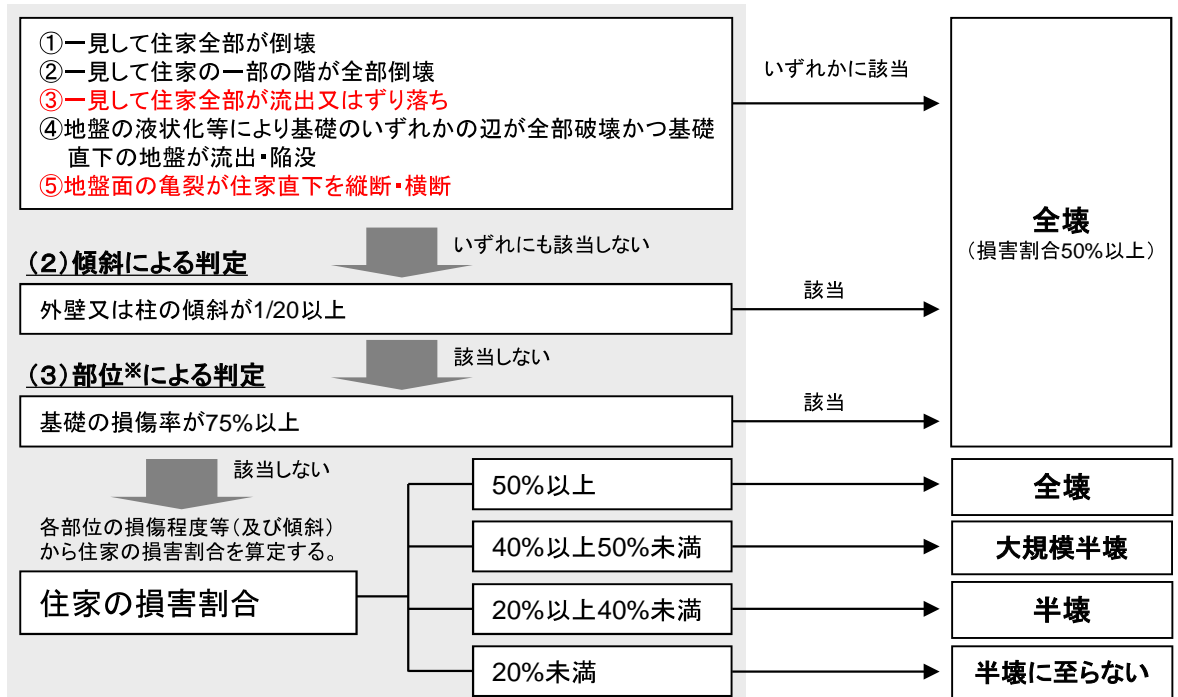 ①一見して住家全部が倒壊
②一見して住家の一部の階が全部倒壊
③一見して住家全部が流出又はずり落ち
④地盤の液状化等により基礎のいずれかの辺が全部破壊かつ基礎
直下の地盤が流出・陥没
⑤地盤面の亀裂が住家直下を縦断・横断
いずれかに該当
全壊
(損害割合50%以上)
いずれにも該当しない
(2)傾斜による判定
外壁又は柱の傾斜が1/20以上
該当
該当しない
(3)部位※による判定
基礎の損傷率が75%以上
該当
該当しない
各部位の損傷程度等(及び傾斜)
から住家の損害割合を算定する。
住家の損害割合
50%以上
全壊
40%以上50%未満
大規模半壊
20%以上40%未満
半壊
20%未満
半壊に至らない